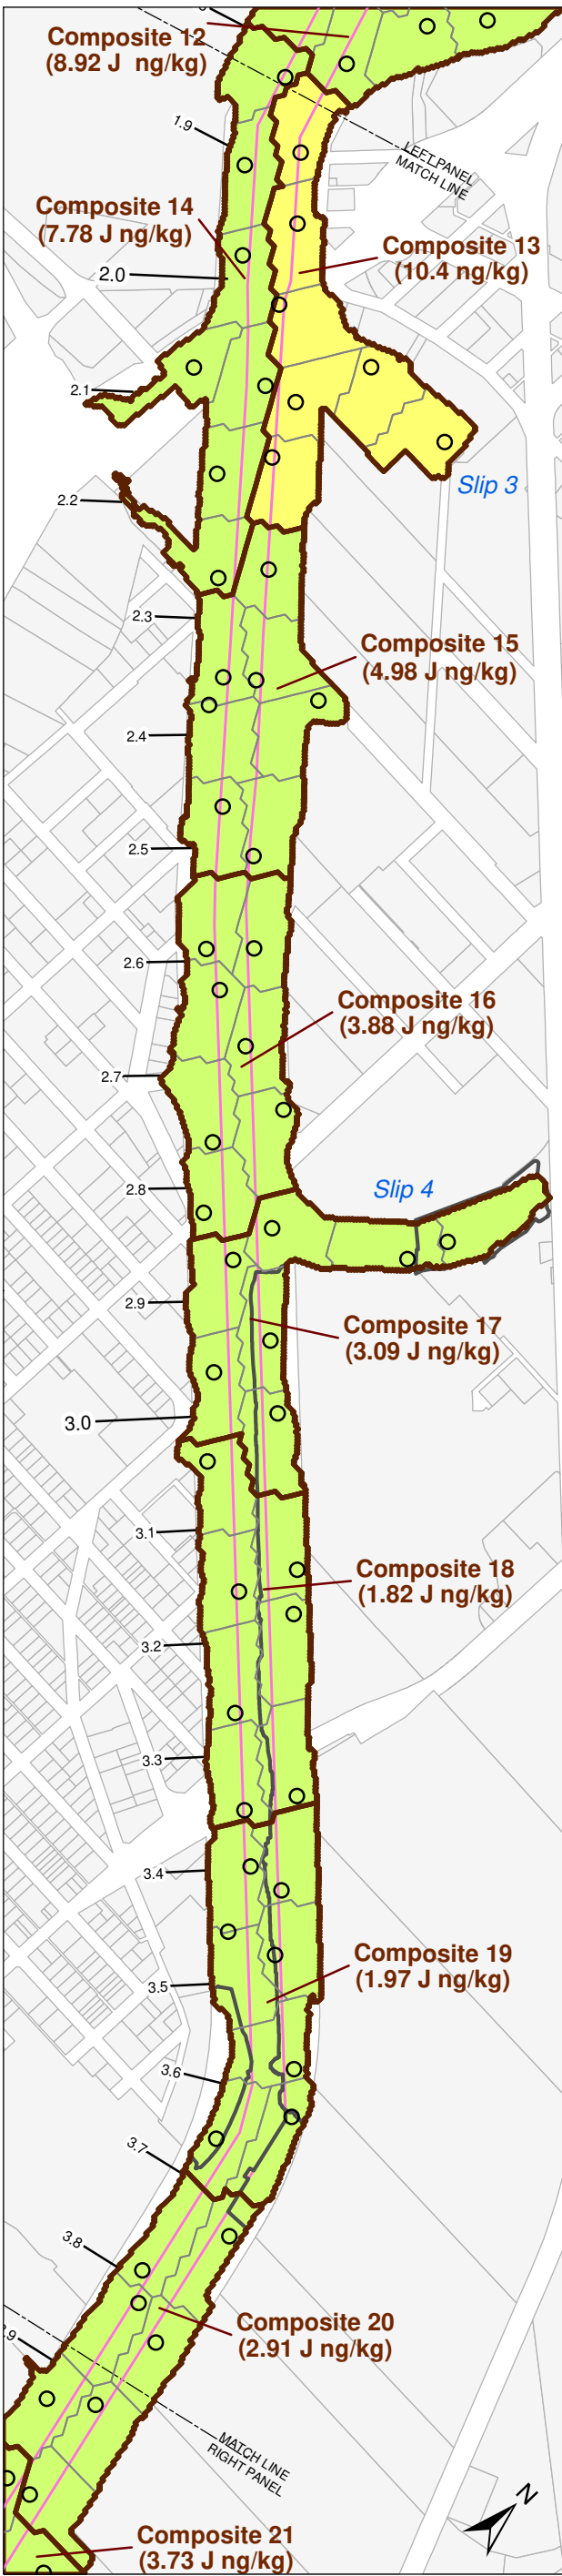 Composite 12
(8.92 J ng/kg)
1.9
LEFT PANEL
MATCH LINE
Composite 14
(7.78 J ng/kg)
Composite 13
(10.4 ng/kg)
2.0
2.1
Slip 3
2.2
2.3
Composite 15
(4.98 J ng/kg)
2.4
2.5
2.6
Composite 16
(3.88 J ng/kg)
2.7
2.8
Slip 4
2.9
Composite 17
(3.09 J ng/kg)
3.0
3.1
Composite 18
(1.82 J ng/kg)
3.2
3.3
3.4
Composite 19
(1.97 J ng/kg)
3.5
3.6
3.7
3.8
Composite 20
(2.91 J ng/kg)
.9
MATCH LINE
RIGHT PANEL
N
Composite 21
(3.73 J ng/kg)